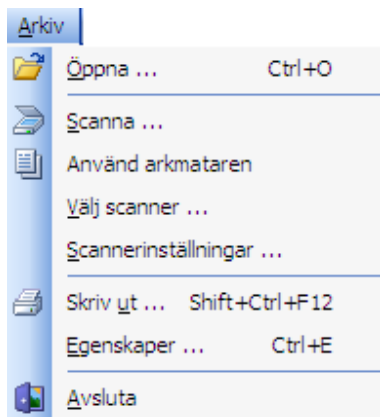 Arkiv
Öppna ... Ctrl+O
Scanna ...
Använd arkmataren
Välj scanner ...
Scannerinställningar ...
Skriv ut ... Shift+Ctrl+F12
Egenskaper ... Ctrl+E
Avsluta